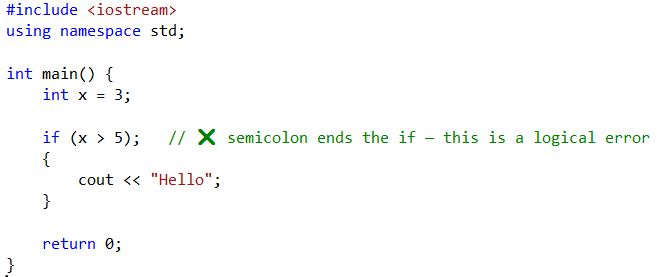 #include <iostream>
using namespace std;
int main() {
    int x = 3;
    if (x > 5);   // ❌ semicolon ends the if – this is a logical error
    {
        cout << "Hello";
    }
    return 0;
}